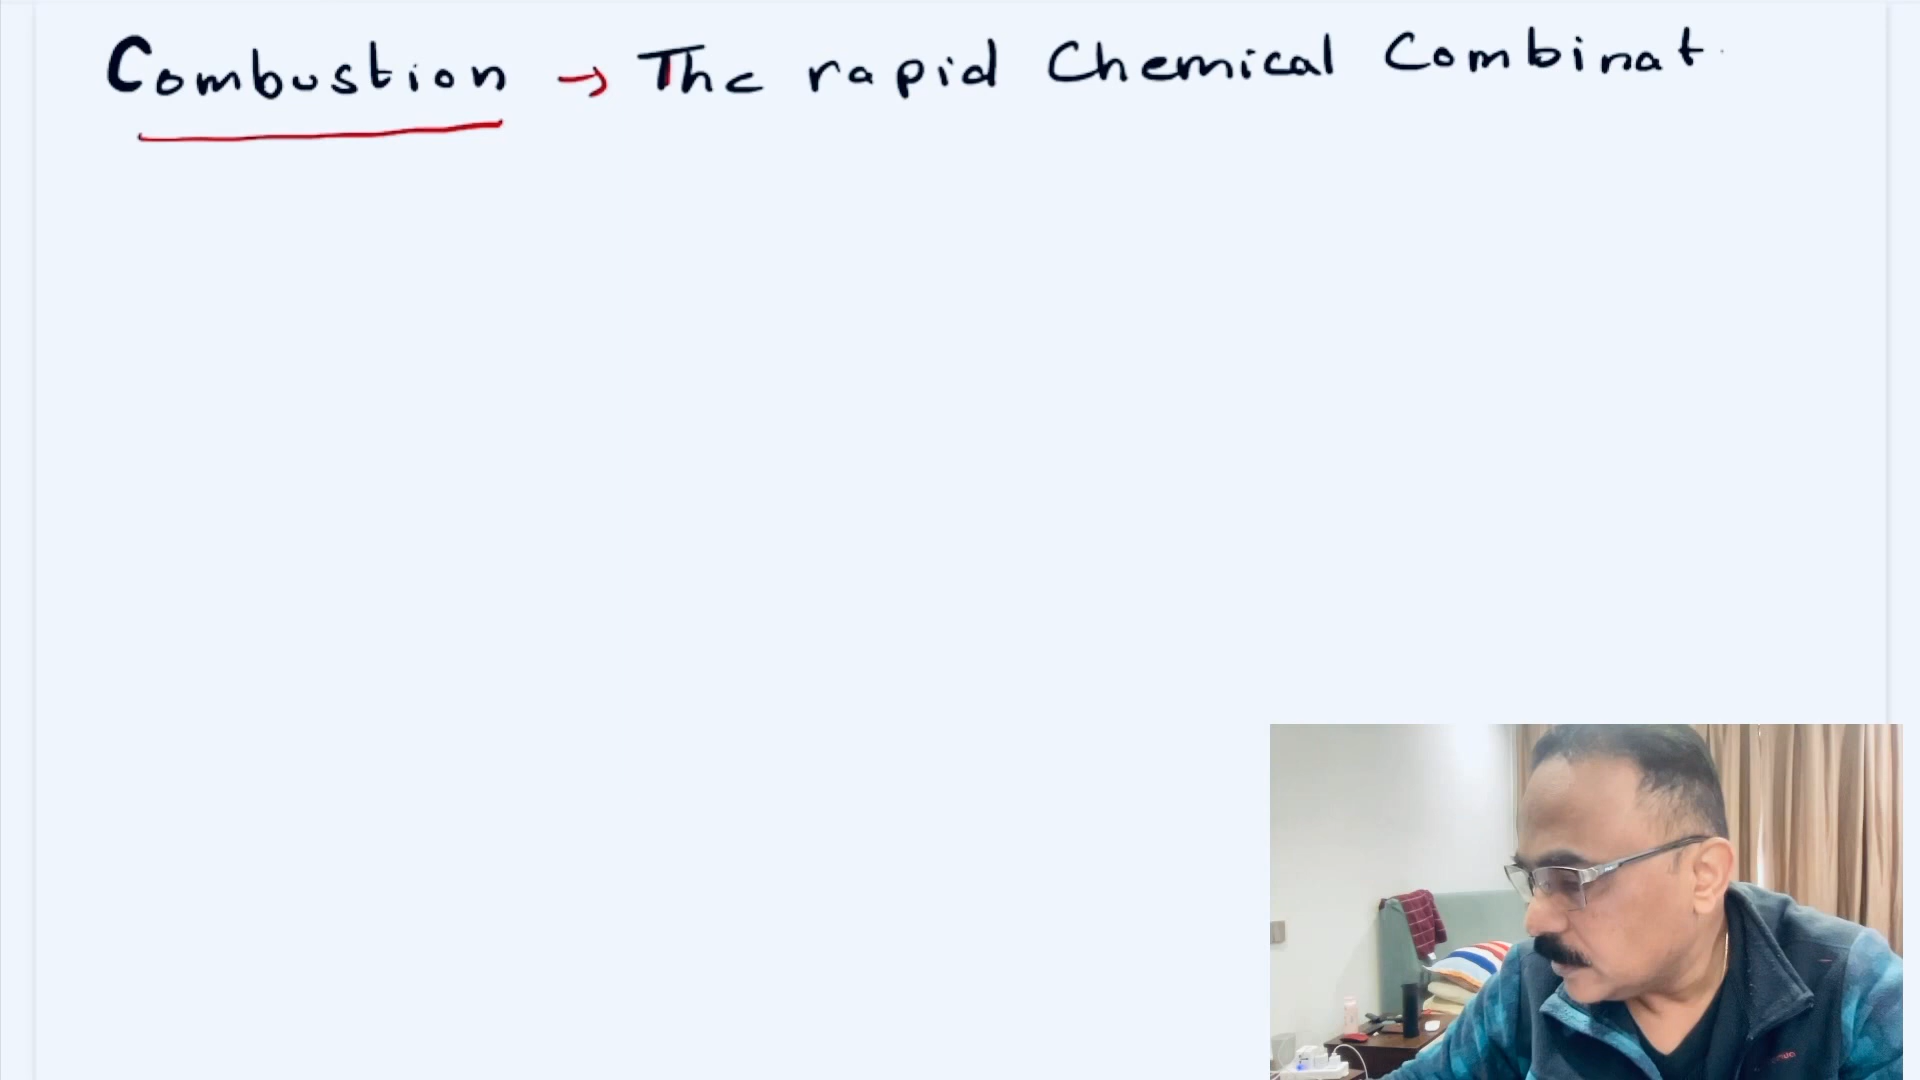 Combustion → The rapid Chemical Combinat